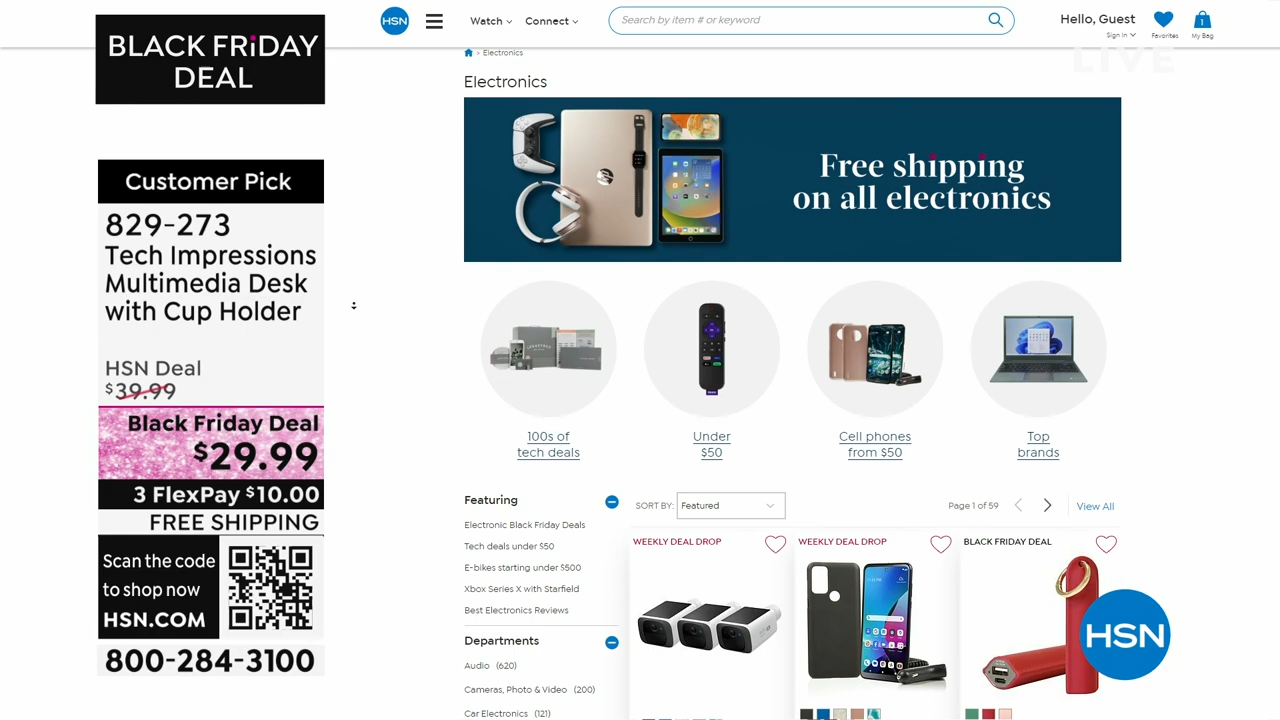 BLACK FRiDAY
DEAL
Customer Pick
829-273
Tech Impressions
Multimedia Desk
with Cup Holder
HSN Deal
$39.99
Black Friday Deal
$29.99
3 FlexPay $10.00
FREE SHIPPING
Scan the code
to shop now
HSN.COM
800-284-3100
HSN
Watch
Connect
Search by item # or keyword
Hello, Guest
Sign In
Favorites
1
My Bag
LIVE
> Electronics
Electronics
Free shipping
on all electronics
100s of
tech deals
Under
$50
Cell phones
from $50
Top
brands
Featuring
Electronic Black Friday Deals
Tech deals under $50
E-bikes starting under $500
Xbox Series X with Starfield
Best Electronics Reviews
Departments
Audio (620)
Cameras, Photo & Video (200)
Car Electronics (121)
SORT BY: Featured
Page 1 of 59
View All
WEEKLY DEAL DROP
WEEKLY DEAL DROP
BLACK FRIDAY DEAL
HSN